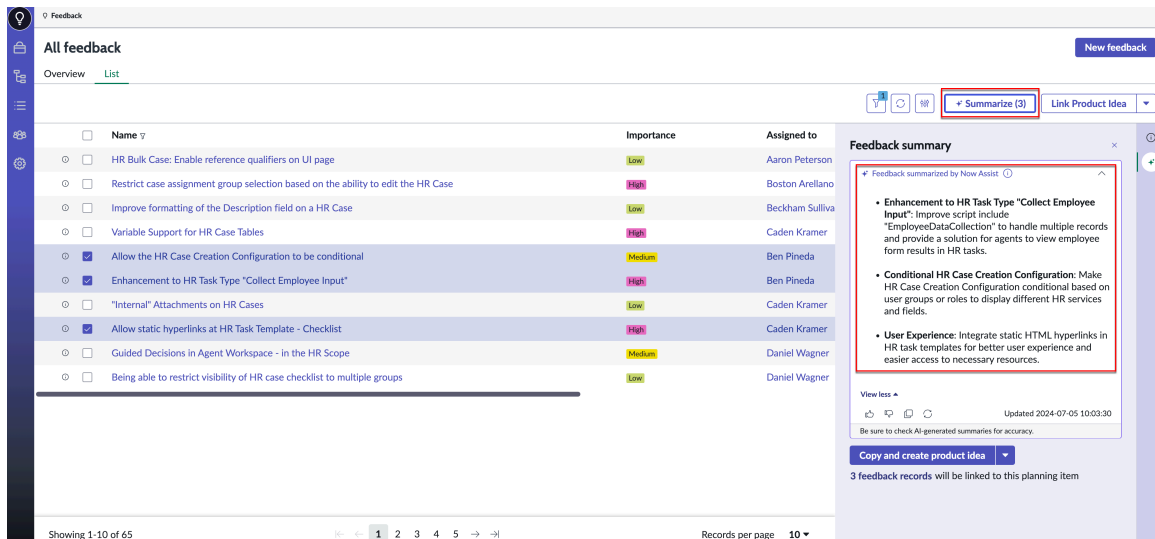 Feedback
All feedback
New feedback
Overview List
1
Summarize (3) Link Product Idea
Name Importance Assigned to
HR Bulk Case: Enable reference qualifiers on UI page Low Aaron Peterson
Restrict case assignment group selection based on the ability to edit the HR Case High Boston Arellano
Improve formatting of the Description field on a HR Case Low Beckham Sulliva
Variable Support for HR Case Tables High Caden Kramer
Allow the HR Case Creation Configuration to be conditional Medium Ben Pineda
Enhancement to HR Task Type "Collect Employee Input" High Ben Pineda
"Internal" Attachments on HR Cases Low Caden Kramer
Allow static hyperlinks at HR Task Template - Checklist High Caden Kramer
Guided Decisions in Agent Workspace - in the HR Scope Medium Daniel Wagner
Being able to restrict visibility of HR case checklist to multiple groups Low Daniel Wagner
Showing 1-10 of 65 1 2 3 4 5 Records per page 10
Feedback summary
Feedback summarized by Now Assist
• Enhancement to HR Task Type "Collect Employee
Input": Improve script include
"EmployeeDataCollection" to handle multiple records
and provide a solution for agents to view employee
form results in HR tasks.
• Conditional HR Case Creation Configuration: Make
HR Case Creation Configuration conditional based on
user groups or roles to display different HR services
and fields.
• User Experience: Integrate static HTML hyperlinks in
HR task templates for better user experience and
easier access to necessary resources.
View less
Updated 2024-07-05 10:03:30
Be sure to check AI-generated summaries for accuracy.
Copy and create product idea
3 feedback records will be linked to this planning item